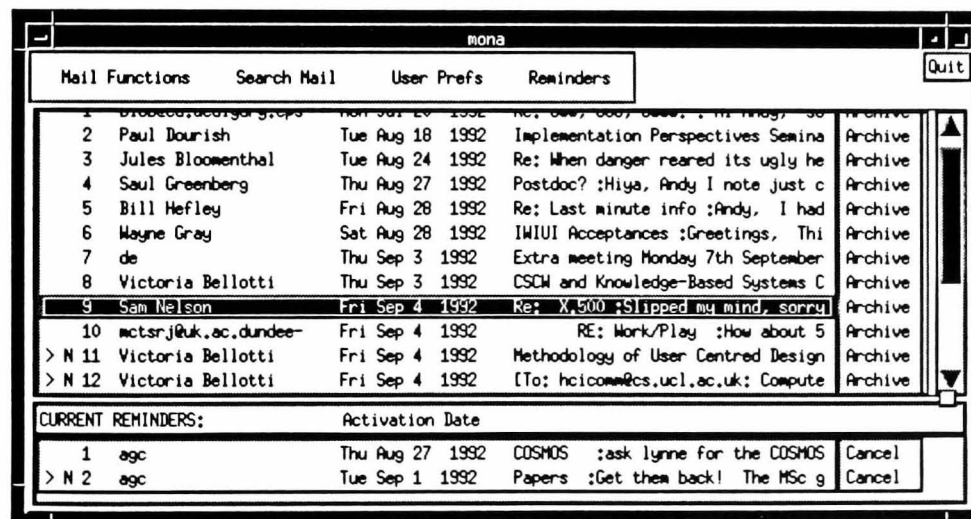 mona
Mail Functions Search Mail User Prefs Reminders Quit
2 Paul Dourish Tue Aug 18 1992 Implementation Perspectives Semina Archive
3 Jules Bloomenthal Tue Aug 24 1992 Re: When danger reared its ugly he Archive
4 Saul Greenberg Thu Aug 27 1992 Postdoc? :Hiya, Andy I note just c Archive
5 Bill Hefley Fri Aug 28 1992 Re: Last minute info :Andy, I had Archive
6 Wayne Gray Sat Aug 28 1992 IWIUI Acceptances :Greetings, Thi Archive
7 de Thu Sep 3 1992 Extra meeting Monday 7th September Archive
8 Victoria Bellotti Thu Sep 3 1992 CSCW and Knowledge-Based Systems C Archive
9 Sam Nelson Fri Sep 4 1992 Re: X.500 :Slipped my mind, sorry Archive
10 mctsrj@uk.ac.dundee- Fri Sep 4 1992 RE: Work/Play :How about 5 Archive
> N 11 Victoria Bellotti Fri Sep 4 1992 Methodology of User Centred Design Archive
> N 12 Victoria Bellotti Fri Sep 4 1992 [To: hcicomm@cs.ucl.ac.uk: Compute Archive
CURRENT REMINDERS: Activation Date
1 agc Thu Aug 27 1992 COSMOS :ask lynne for the COSMOS Cancel
> N 2 agc Tue Sep 1 1992 Papers :Get them back! The MSc g Cancel